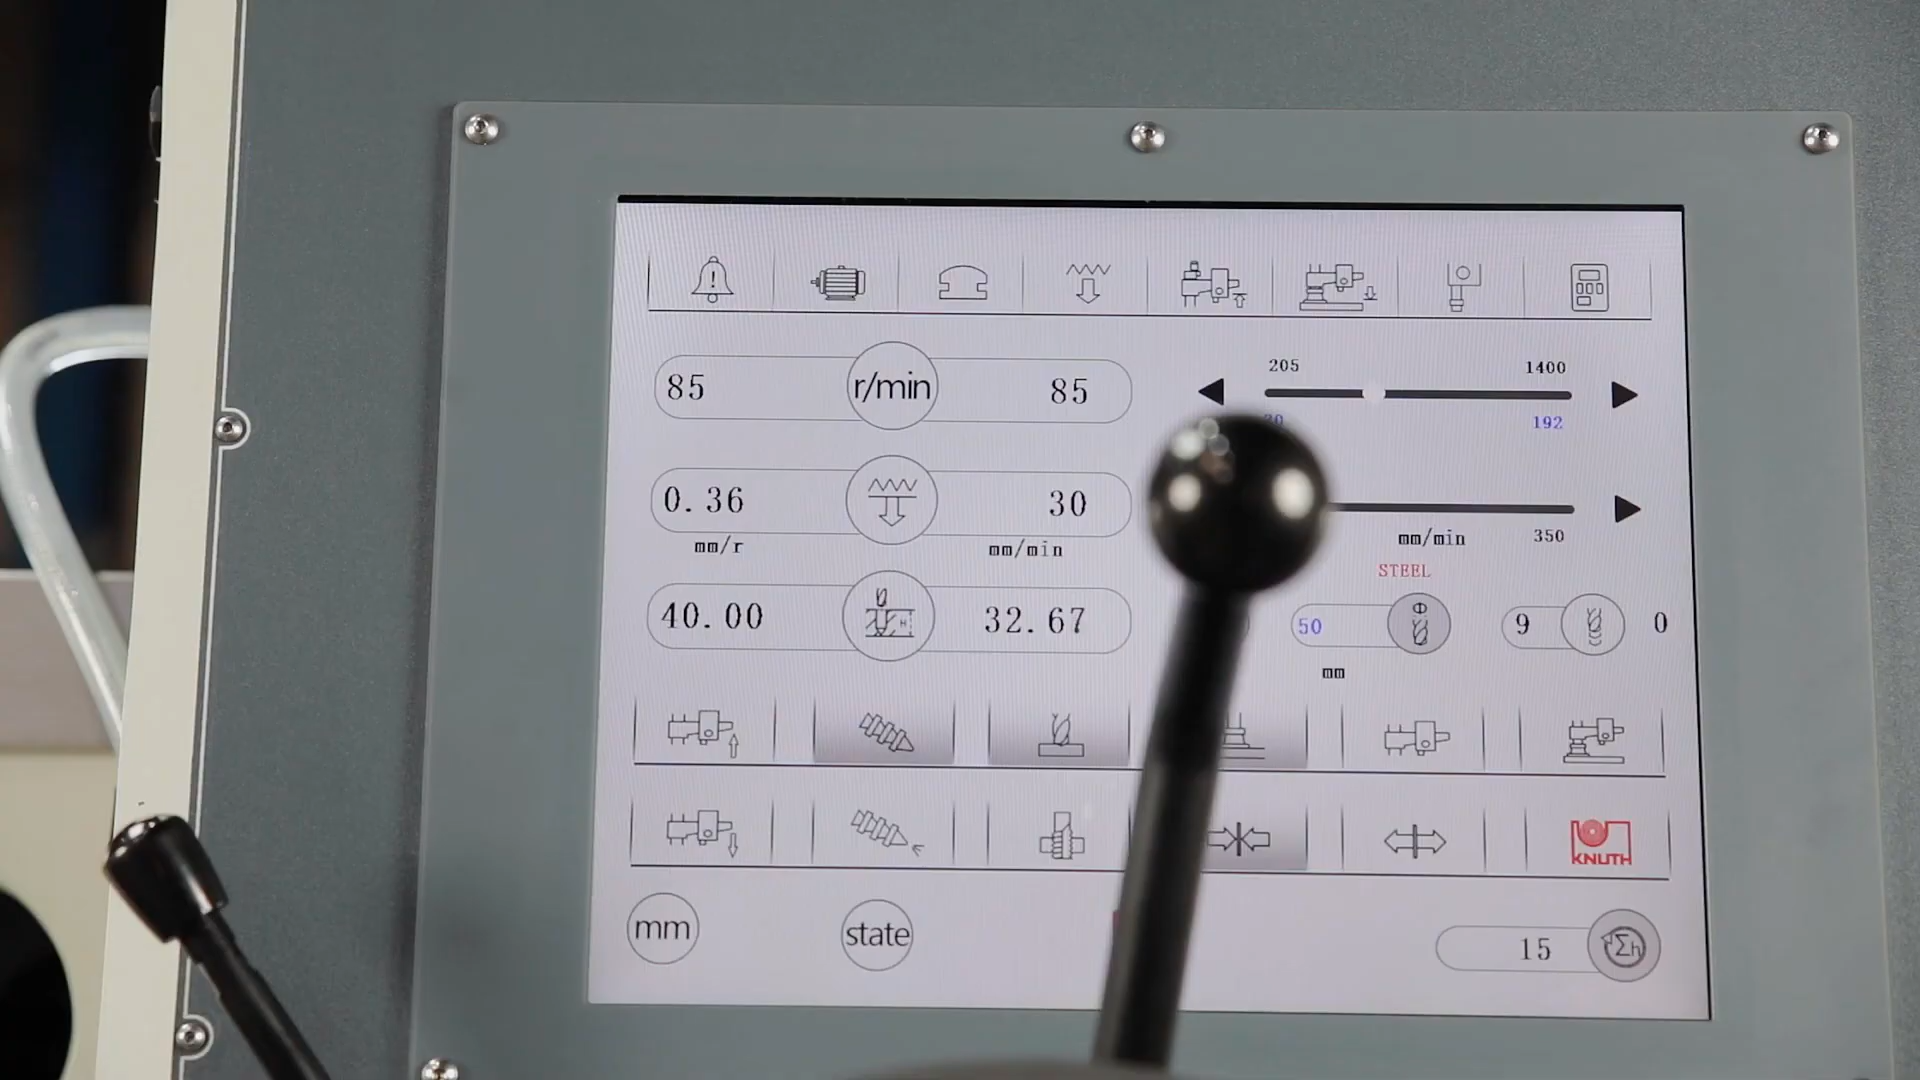 205 1400
85 r/min 85
192
0.36 30
mm/r mm/min
mm/min 350
STEEL
40.00 32.67 50 9 0
mm
H
KNUTH
mm state 15 Σh